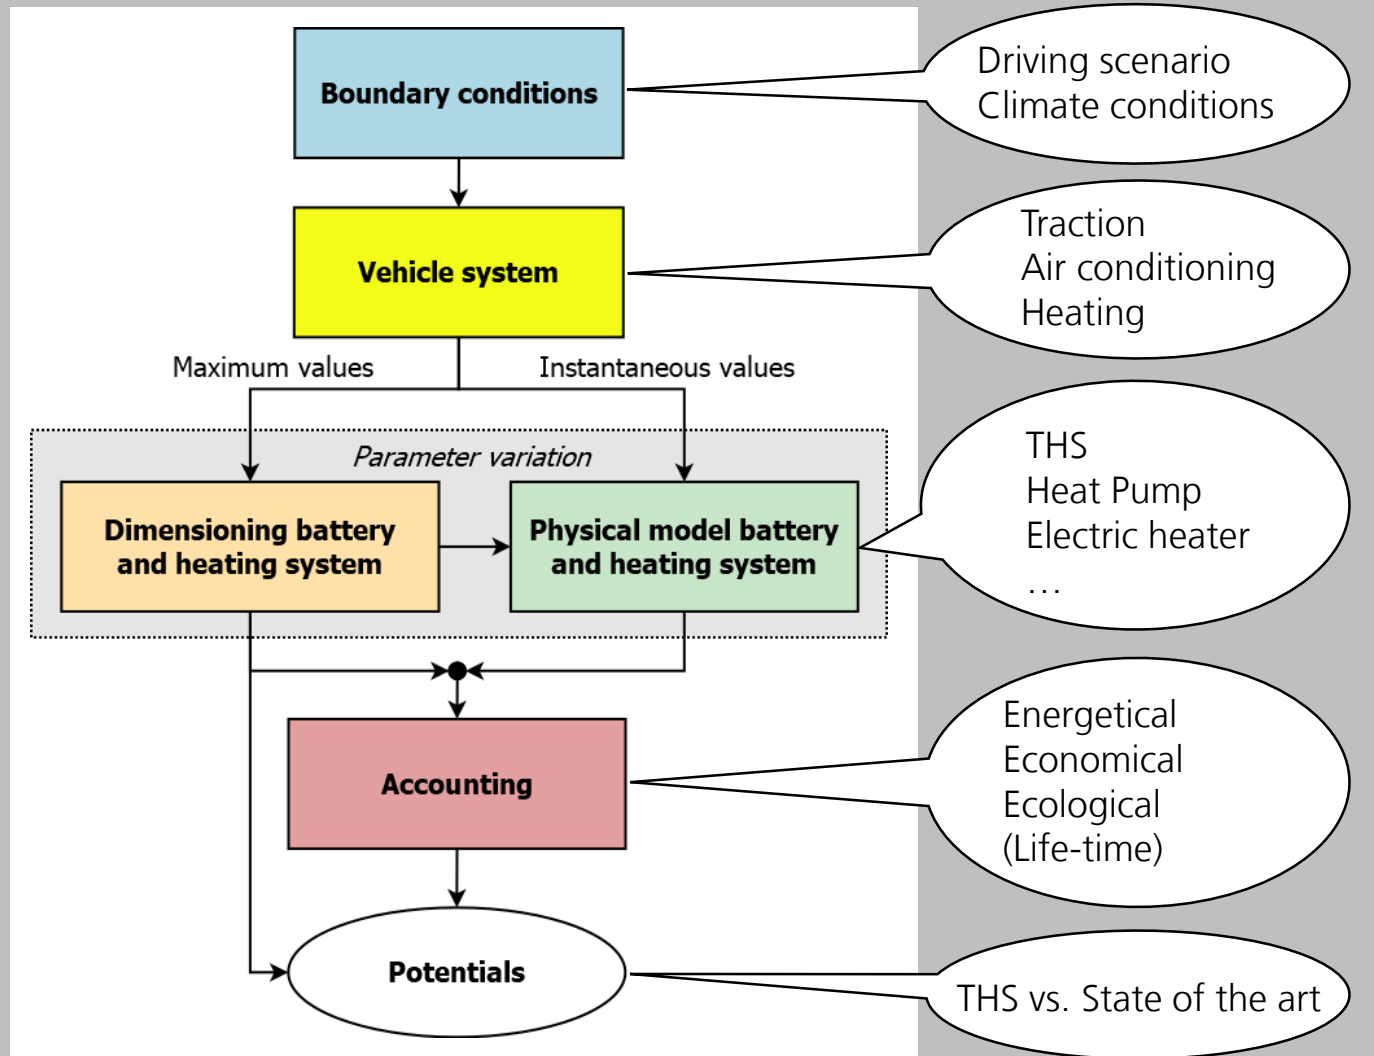 Boundary conditions
Driving scenario
Climate conditions
Vehicle system
Traction
Air conditioning
Heating
Maximum values
Instantaneous values
Parameter variation
Dimensioning battery
and heating system
Physical model battery
and heating system
THS
Heat Pump
Electric heater
...
Accounting
Energetical
Economical
Ecological
(Life-time)
Potentials
THS vs. State of the art